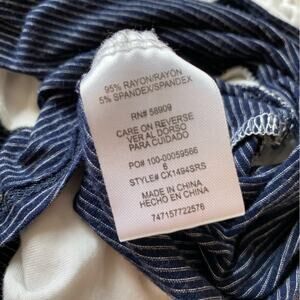 95% RAYON/RAYON
5% SPANDEX/SPANDEX
RN# 58909
CARE ON REVERSE
VER AL DORSO
PARA CUIDADO
PO# 100-00059566
6
STYLE# CX1494SRS
MADE IN CHINA
HECHO EN CHINA
747157722576